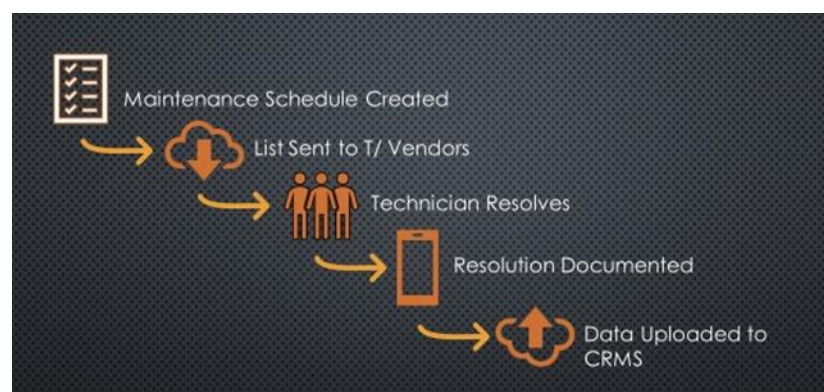 Maintenance Schedule Created
List Sent to T/ Vendors
Technician Resolves
Resolution Documented
Data Uploaded to
CRMS